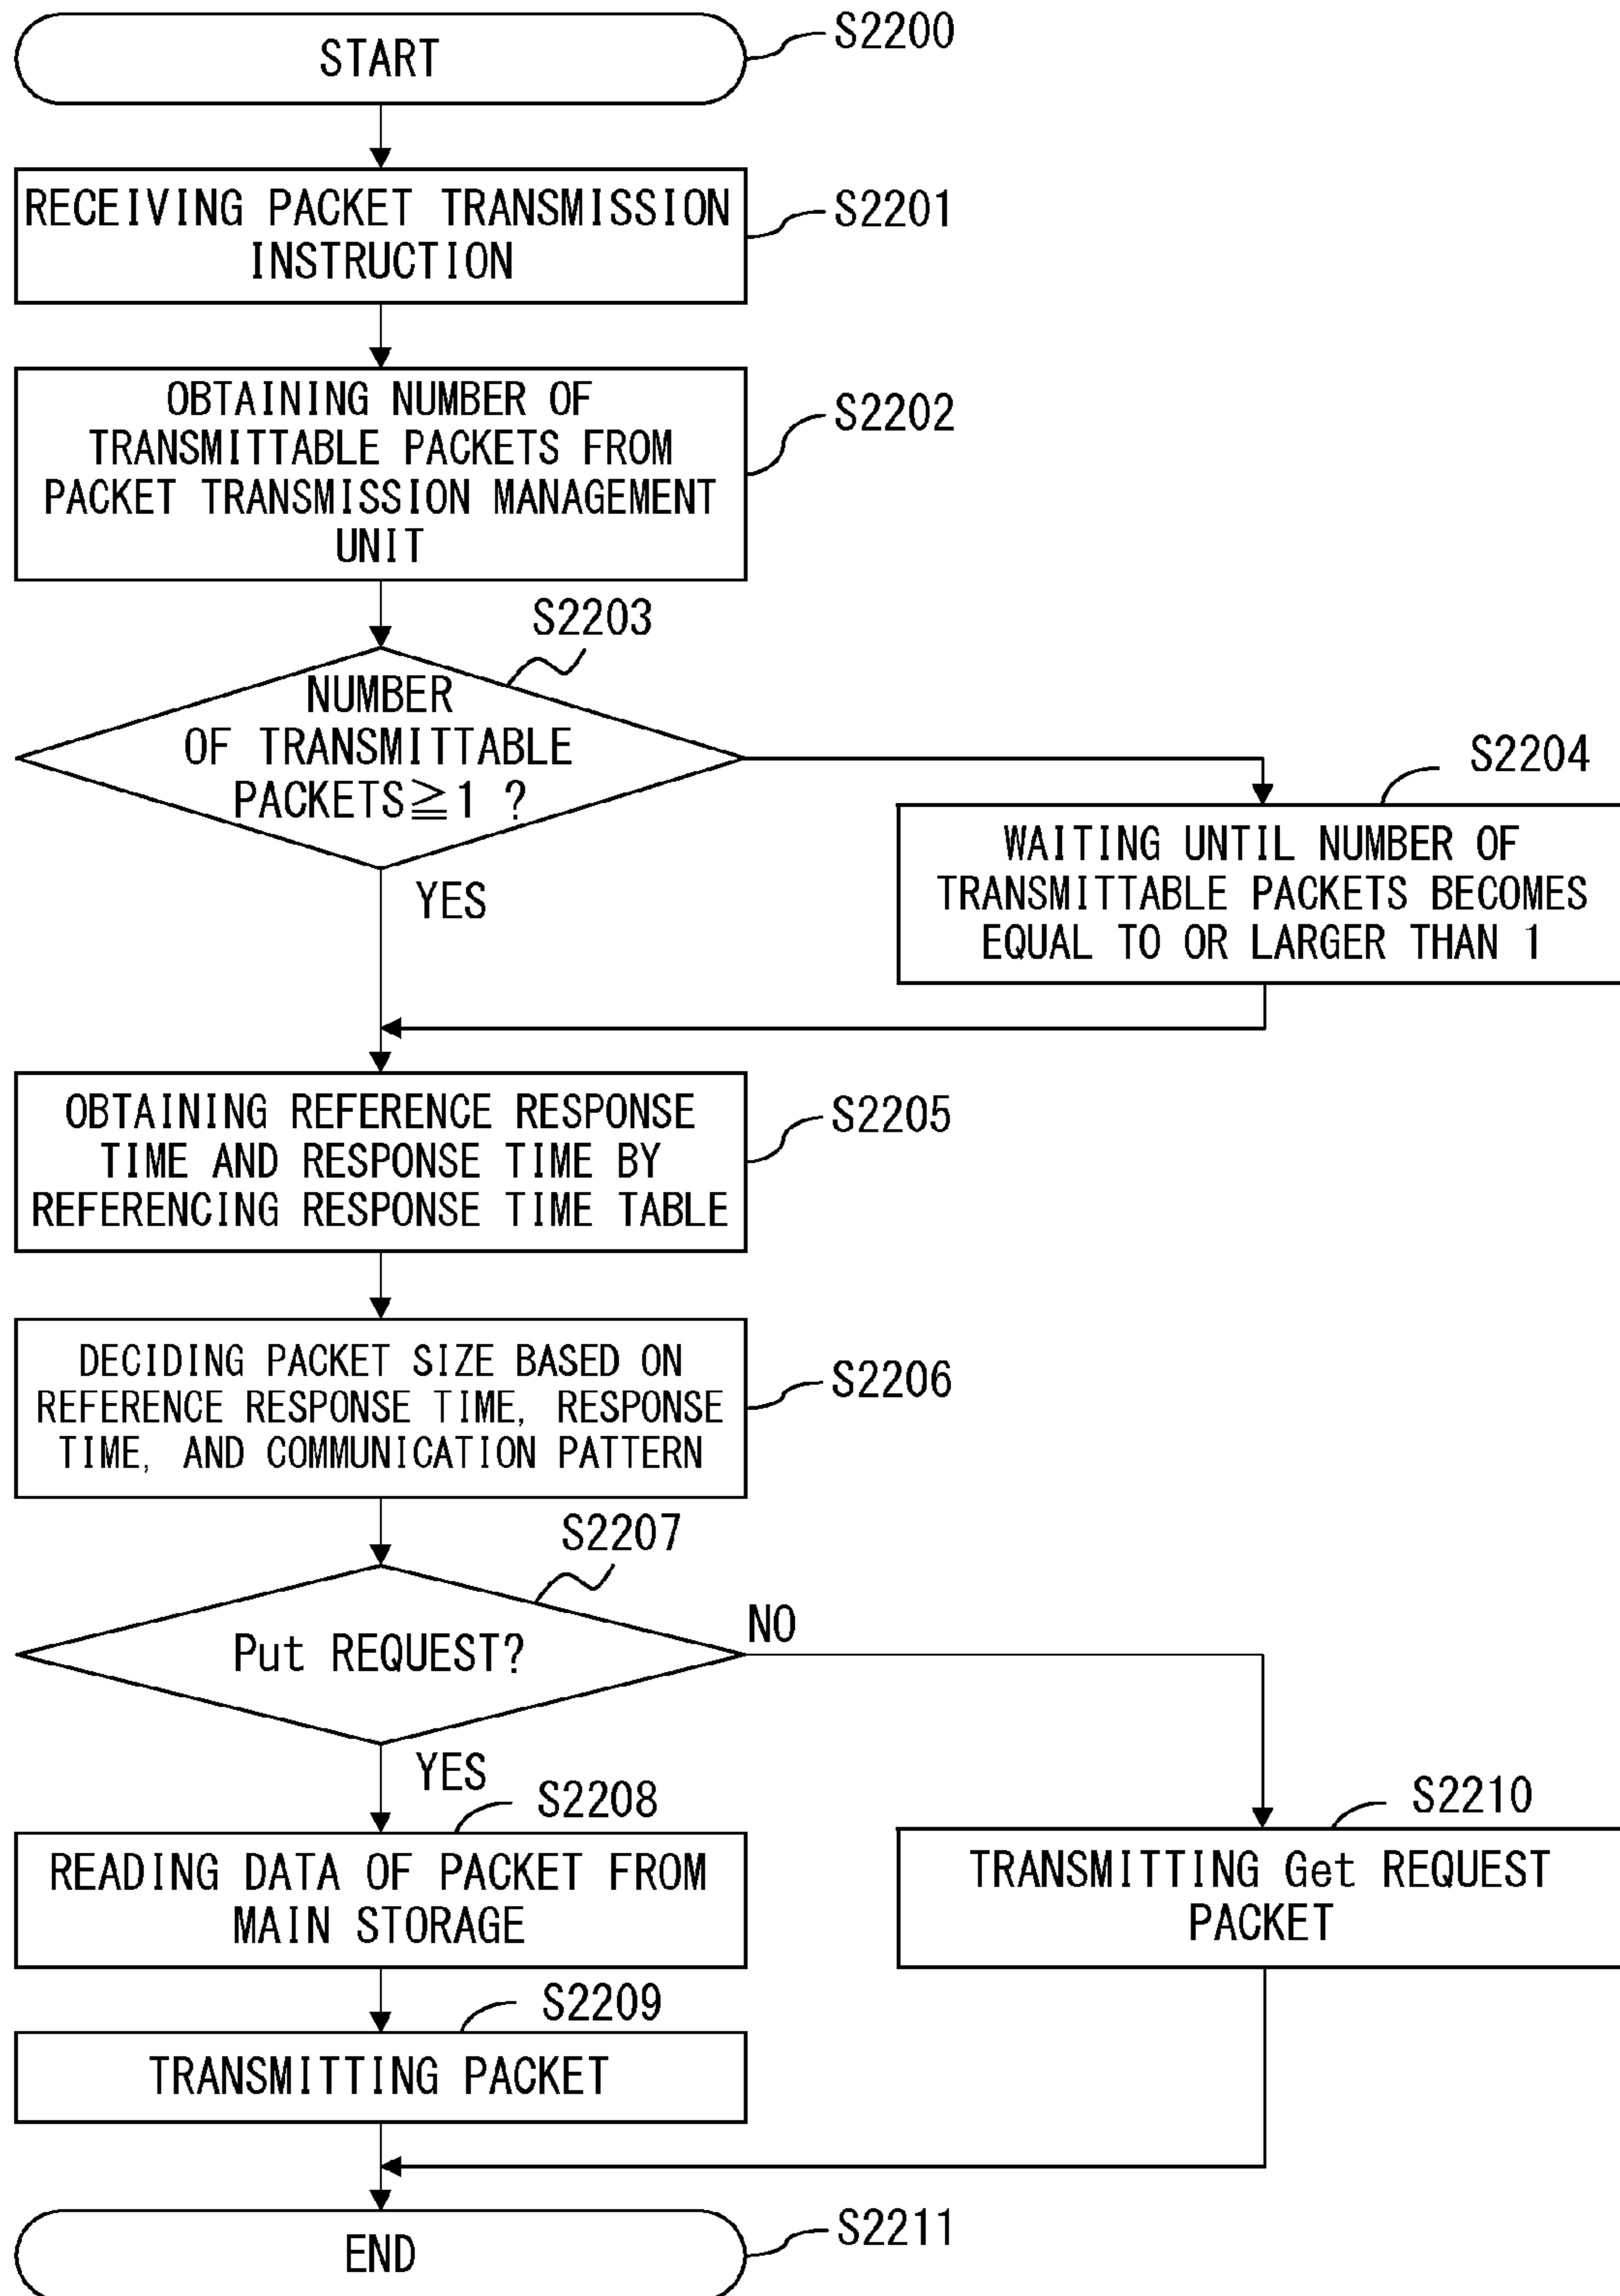 START
S2200
RECEIVING PACKET TRANSMISSION
INSTRUCTION
S2201
OBTAINING NUMBER OF
TRANSMITTABLE PACKETS FROM
PACKET TRANSMISSION MANAGEMENT
UNIT
S2202
S2203
NUMBER
OF TRANSMITTABLE
PACKETS≧1 ?
YES
S2204
WAITING UNTIL NUMBER OF
TRANSMITTABLE PACKETS BECOMES
EQUAL TO OR LARGER THAN 1
OBTAINING REFERENCE RESPONSE
TIME AND RESPONSE TIME BY
REFERENCING RESPONSE TIME TABLE
S2205
DECIDING PACKET SIZE BASED ON
REFERENCE RESPONSE TIME, RESPONSE
TIME, AND COMMUNICATION PATTERN
S2206
S2207
Put REQUEST?
NO
YES
S2208
READING DATA OF PACKET FROM
MAIN STORAGE
S2210
TRANSMITTING Get REQUEST
PACKET
S2209
TRANSMITTING PACKET
END
S2211